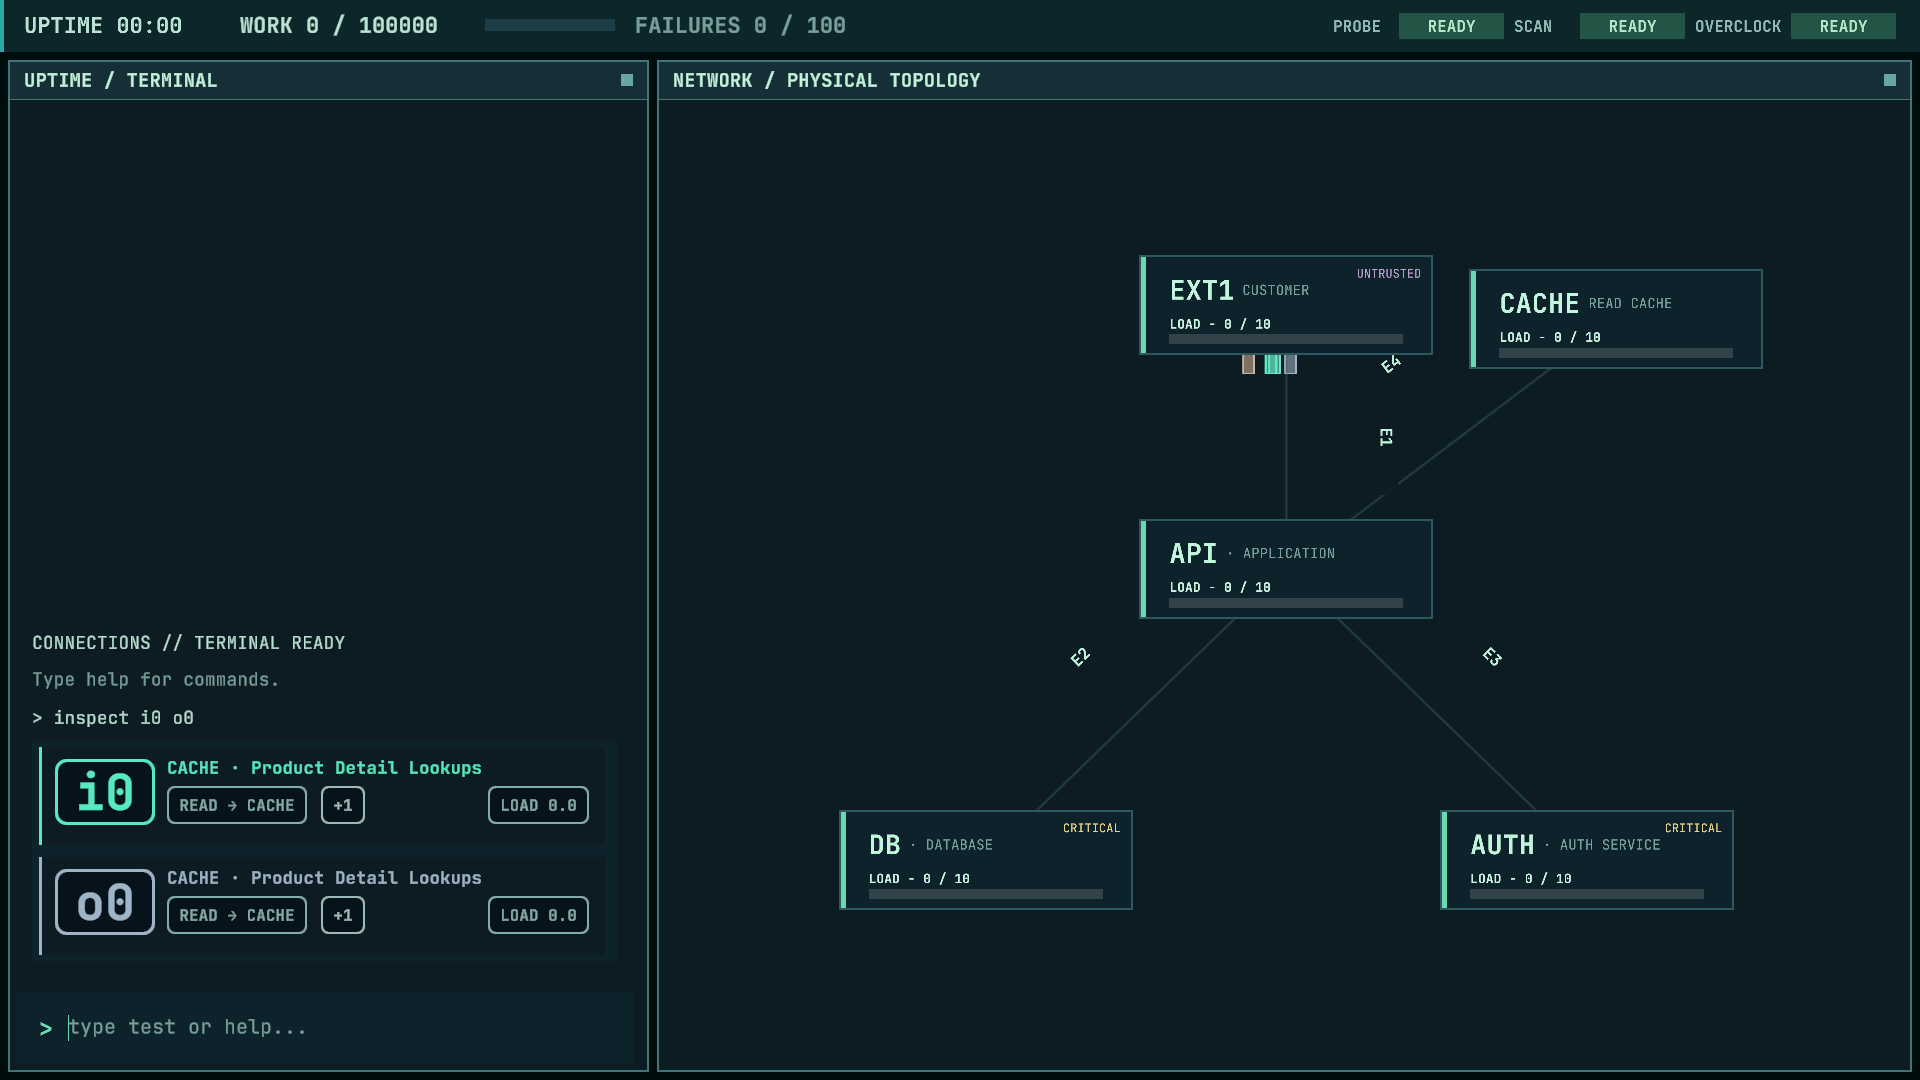 UPTIME 00:00 WORK 0 / 100000 FAILURES 0 / 100 PROBE READY SCAN READY OVERCLOCK READY
UPTIME / TERMINAL
CONNECTIONS // TERMINAL READY
Type help for commands.
> inspect i0 o0
i0 CACHE · Product Detail Lookups
READ → CACHE +1 LOAD 0.0
o0 CACHE · Product Detail Lookups
READ → CACHE +1 LOAD 0.0
> type test or help...
NETWORK / PHYSICAL TOPOLOGY
UNTRUSTED
EXT1 CUSTOMER
LOAD - 0 / 10
CACHE READ CACHE
LOAD - 0 / 10
E4
E1
API · APPLICATION
LOAD - 0 / 10
E2
E3
CRITICAL
DB · DATABASE
LOAD - 0 / 10
CRITICAL
AUTH · AUTH SERVICE
LOAD - 0 / 10